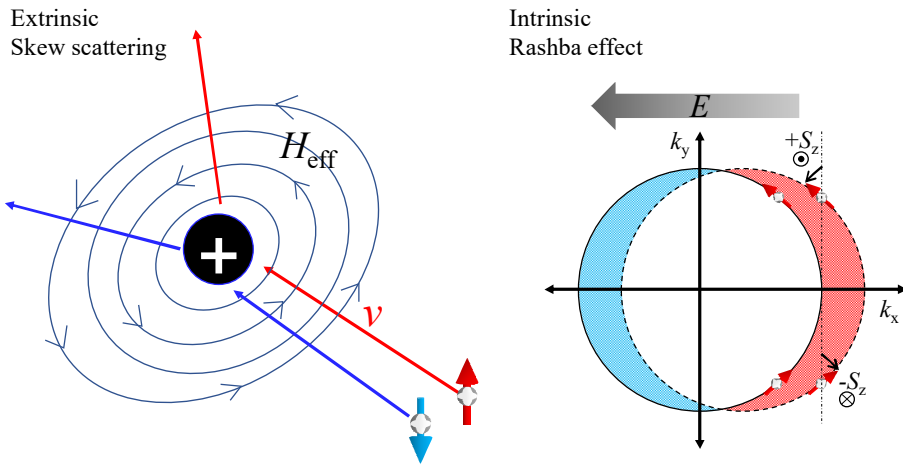 Extrinsic
Skew scattering
H_eff
+
v
Intrinsic
Rashba effect
E
k_y
+S_z
k_x
-S_z